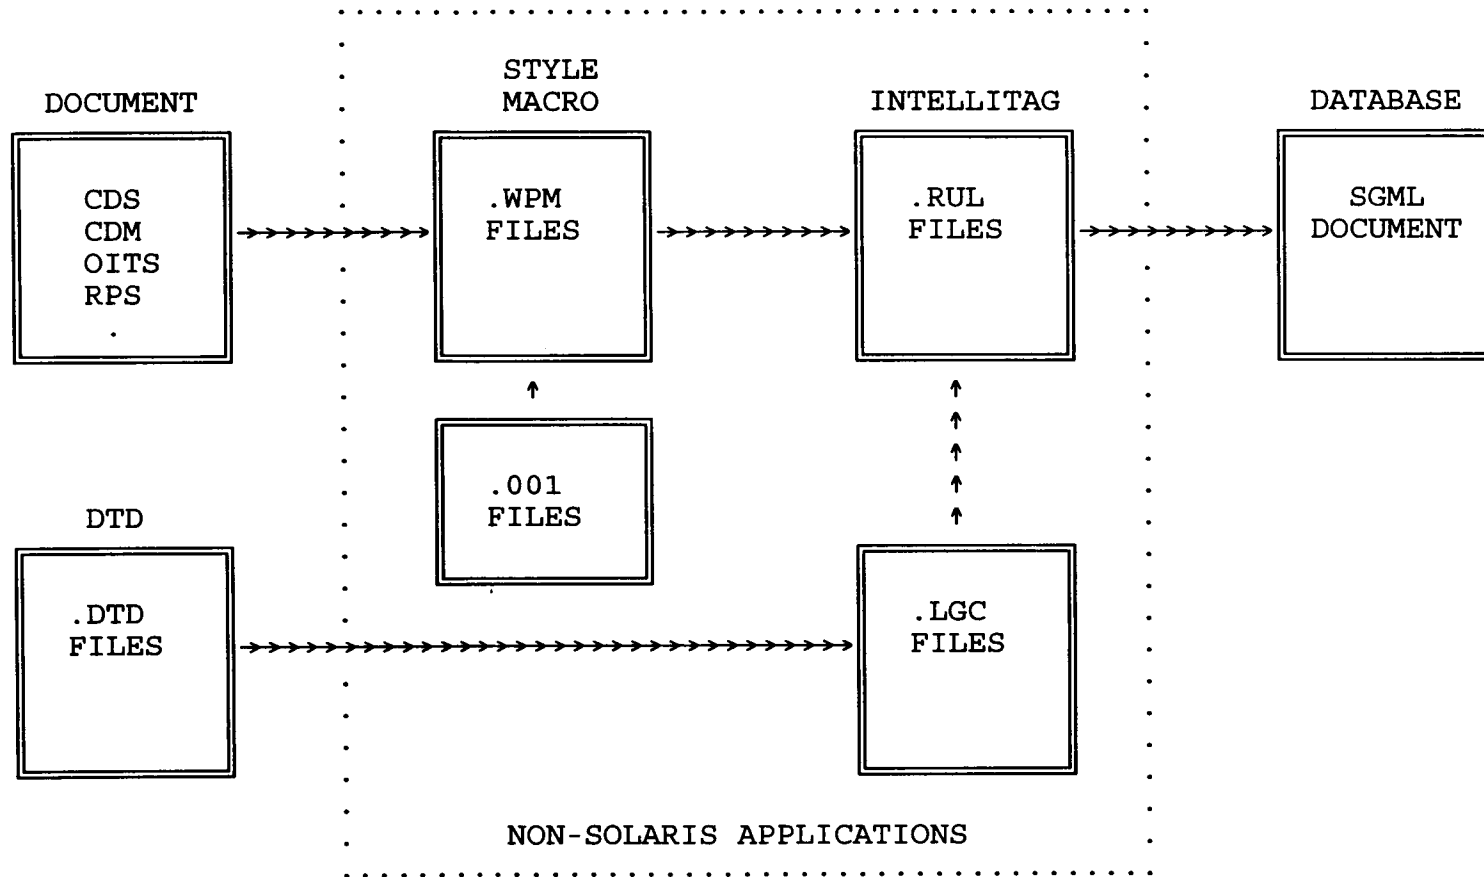 STYLE
DOCUMENT
MACRO
INTELLITAG
DATABASE
CDS
CDM
OITS
RPS
.
.WPM
FILES
.RUL
FILES
SGML
DOCUMENT
.001
FILES
DTD
.DTD
FILES
.LGC
FILES
NON-SOLARIS APPLICATIONS